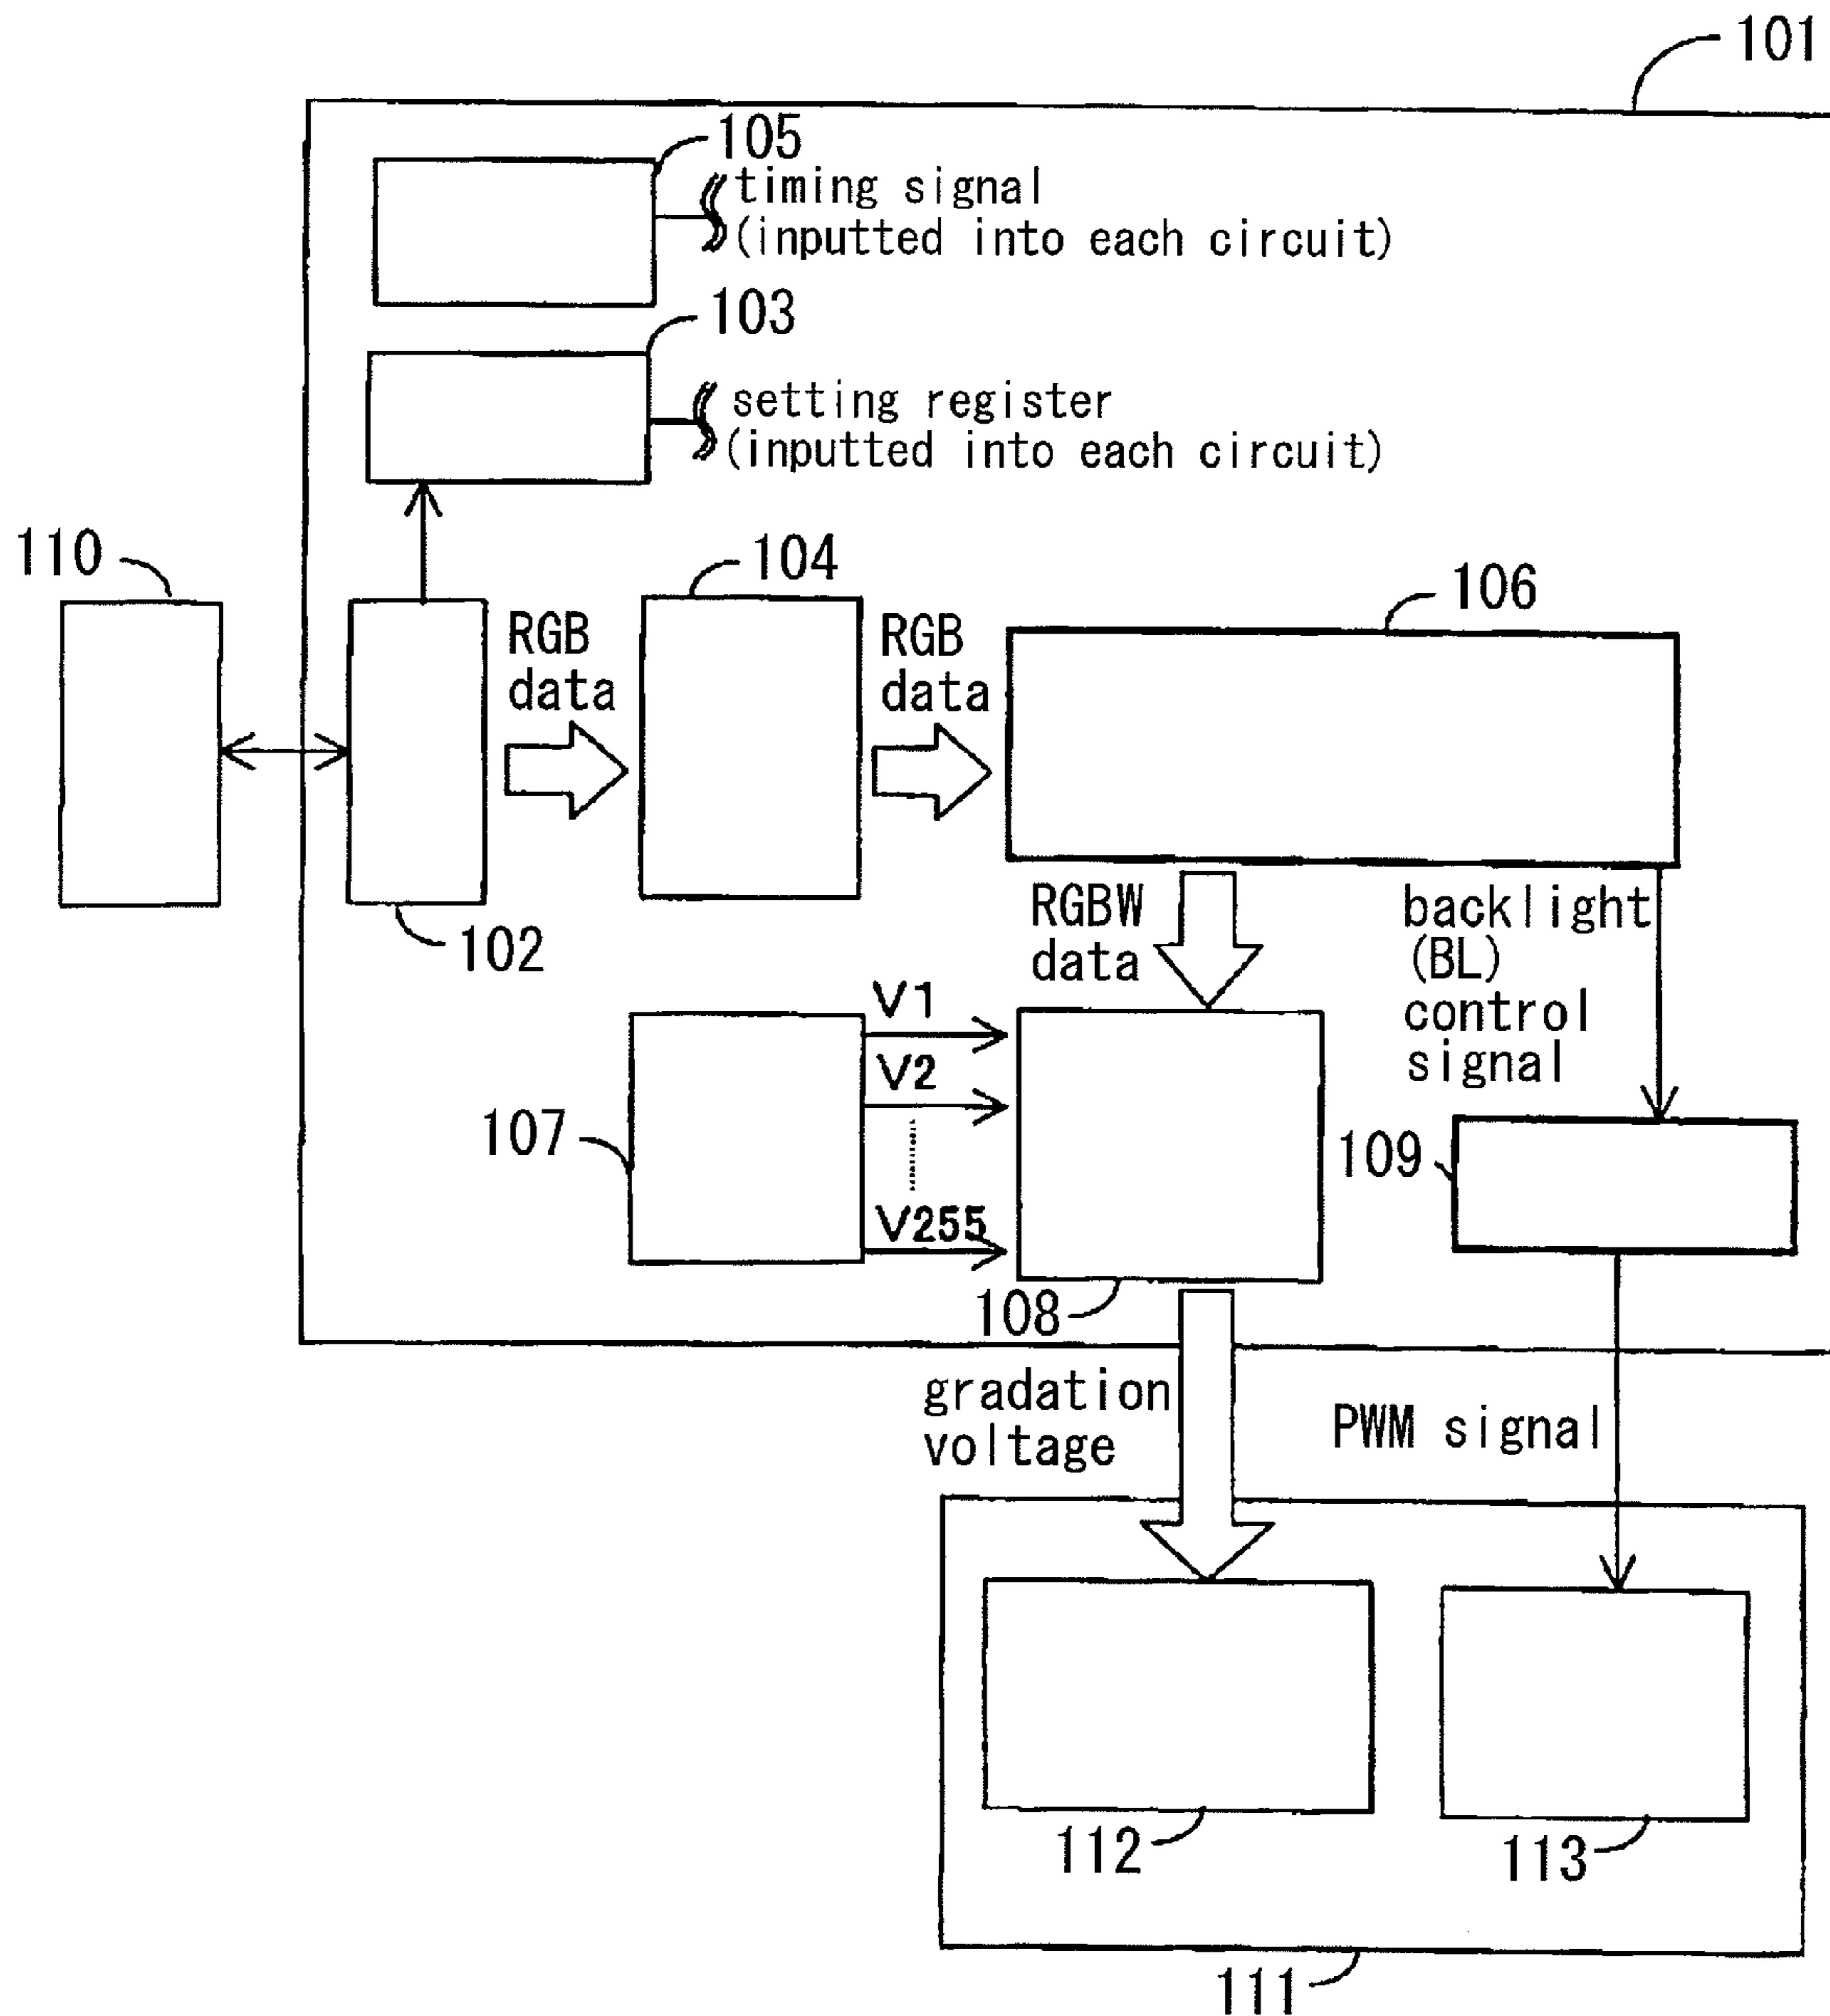 101
105
timing signal
(inputted into each circuit)
103
setting register
(inputted into each circuit)
110
104
106
RGB
data
RGB
data
102
RGBW
data
backlight
(BL)
control
signal
V1
V2
V255
107
109
108
gradation
voltage
PWM signal
112
113
111